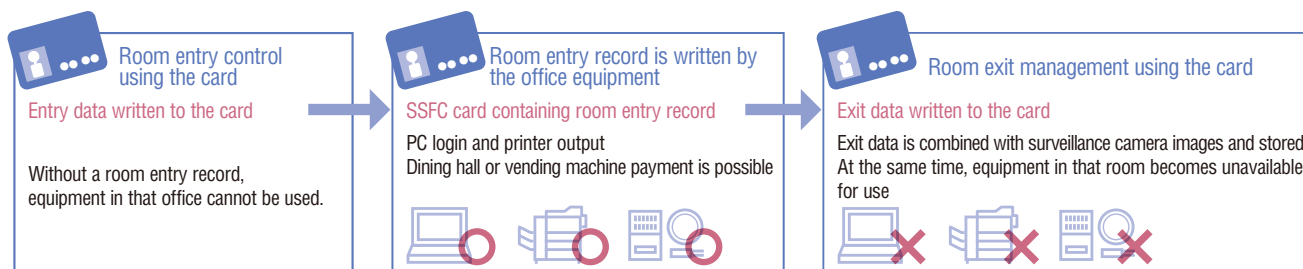 Room entry control
using the card
Entry data written to the card
Without a room entry record,
equipment in that office cannot be used.
Room entry record is written by
the office equipment
SSFC card containing room entry record
PC login and printer output
Dining hall or vending machine payment is possible
Room exit management using the card
Exit data written to the card
Exit data is combined with surveillance camera images and stored
At the same time, equipment in that room becomes unavailable
for use